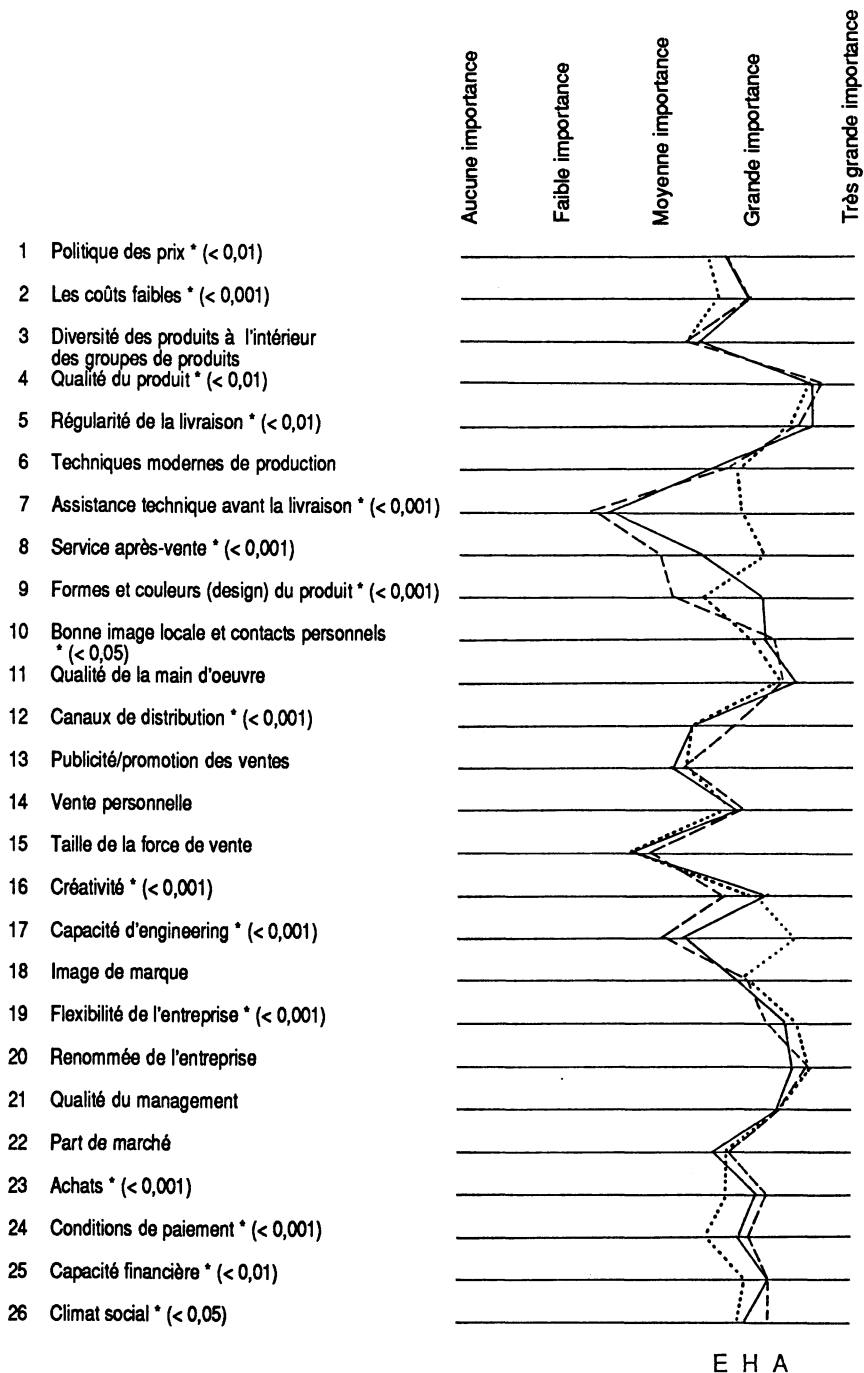 Aucune importance
Faible importance
Moyenne importance
Grande importance
Très grande importance
1 Politique des prix * (< 0,01)
2 Les coûts faibles * (< 0,001)
3 Diversité des produits à l'intérieur
des groupes de produits
4 Qualité du produit * (< 0,01)
5 Régularité de la livraison * (< 0,01)
6 Techniques modernes de production
7 Assistance technique avant la livraison * (< 0,001)
8 Service après-vente * (< 0,001)
9 Formes et couleurs (design) du produit * (< 0,001)
10 Bonne image locale et contacts personnels
* (< 0,05)
11 Qualité de la main d'oeuvre
12 Canaux de distribution * (< 0,001)
13 Publicité/promotion des ventes
14 Vente personnelle
15 Taille de la force de vente
16 Créativité * (< 0,001)
17 Capacité d'engineering * (< 0,001)
18 Image de marque
19 Flexibilité de l'entreprise * (< 0,001)
20 Renommée de l'entreprise
21 Qualité du management
22 Part de marché
23 Achats * (< 0,001)
24 Conditions de paiement * (< 0,001)
25 Capacité financière * (< 0,01)
26 Climat social * (< 0,05)
E H A